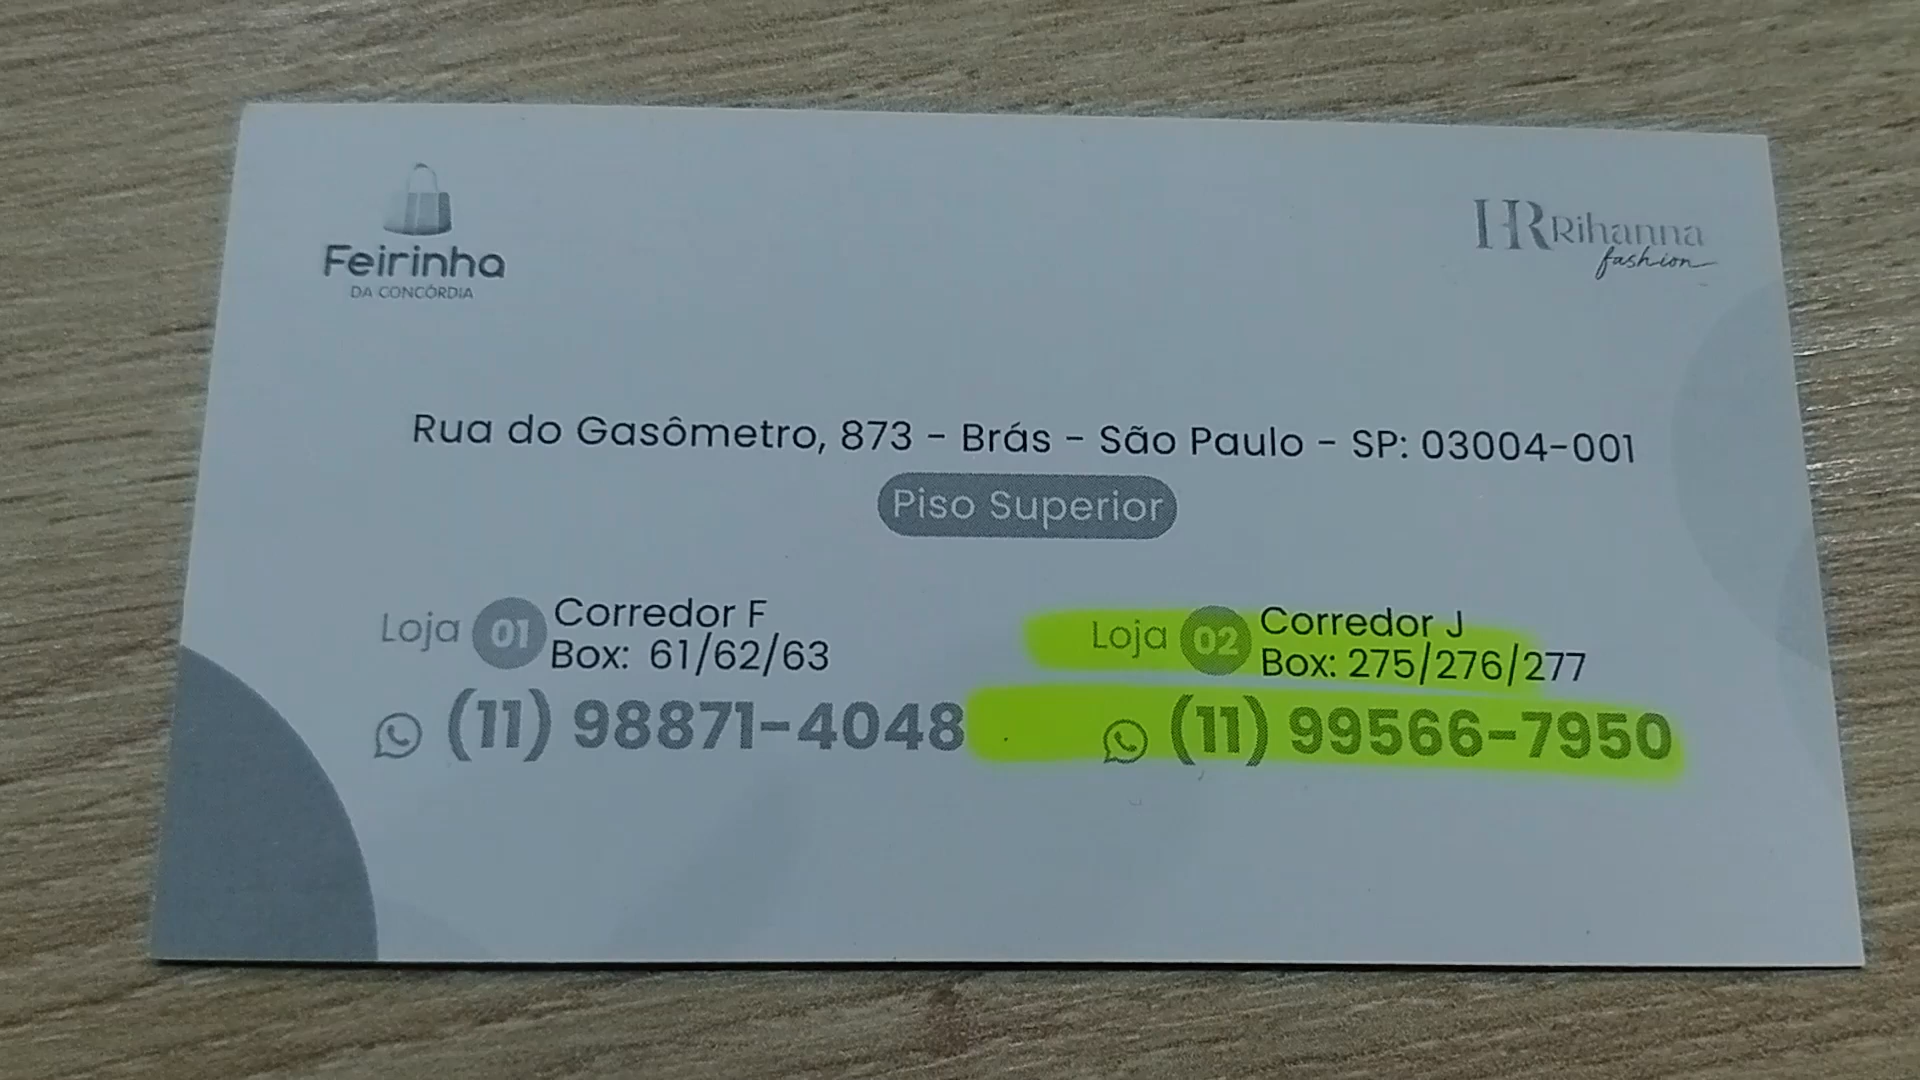 Feirinha
DA CONCÓRDIA
HR Rihanna
fashion
Rua do Gasômetro, 873 - Brás - São Paulo - SP: 03004-001
Piso Superior
Loja 01 Corredor F
Box: 61/62/63
(11) 98871-4048
Loja 02 Corredor J
Box: 275/276/277
(11) 99566-7950